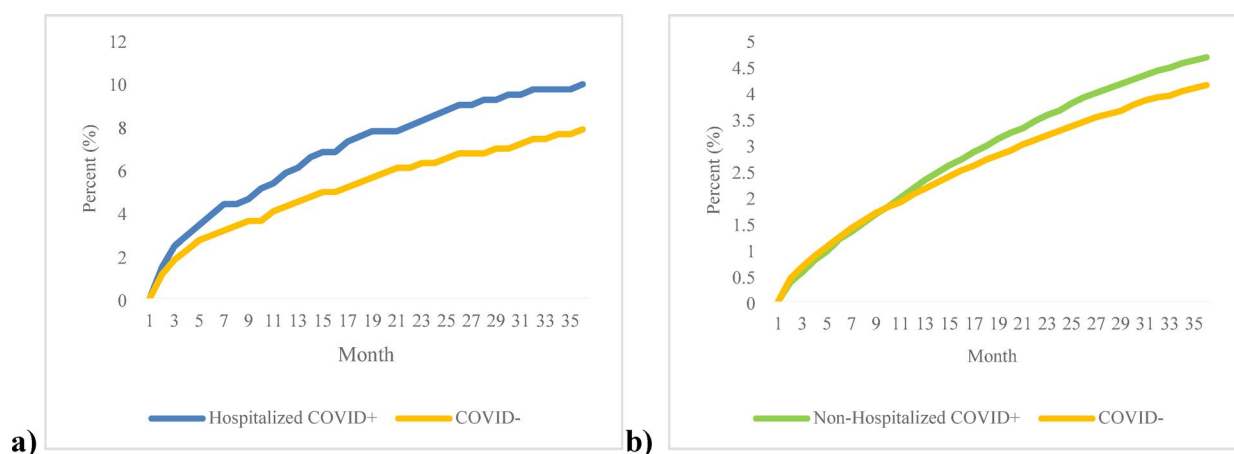 12
10
8
6
4
2
0
Percent (%)
1 3 5 7 9 11 13 15 17 19 21 23 25 27 29 31 33 35
Month
Hospitalized COVID+ COVID-
a)
5
4.5
4
3.5
3
2.5
2
1.5
1
0.5
0
Percent (%)
1 3 5 7 9 11 13 15 17 19 21 23 25 27 29 31 33 35
Month
Non-Hospitalized COVID+ COVID-
b)